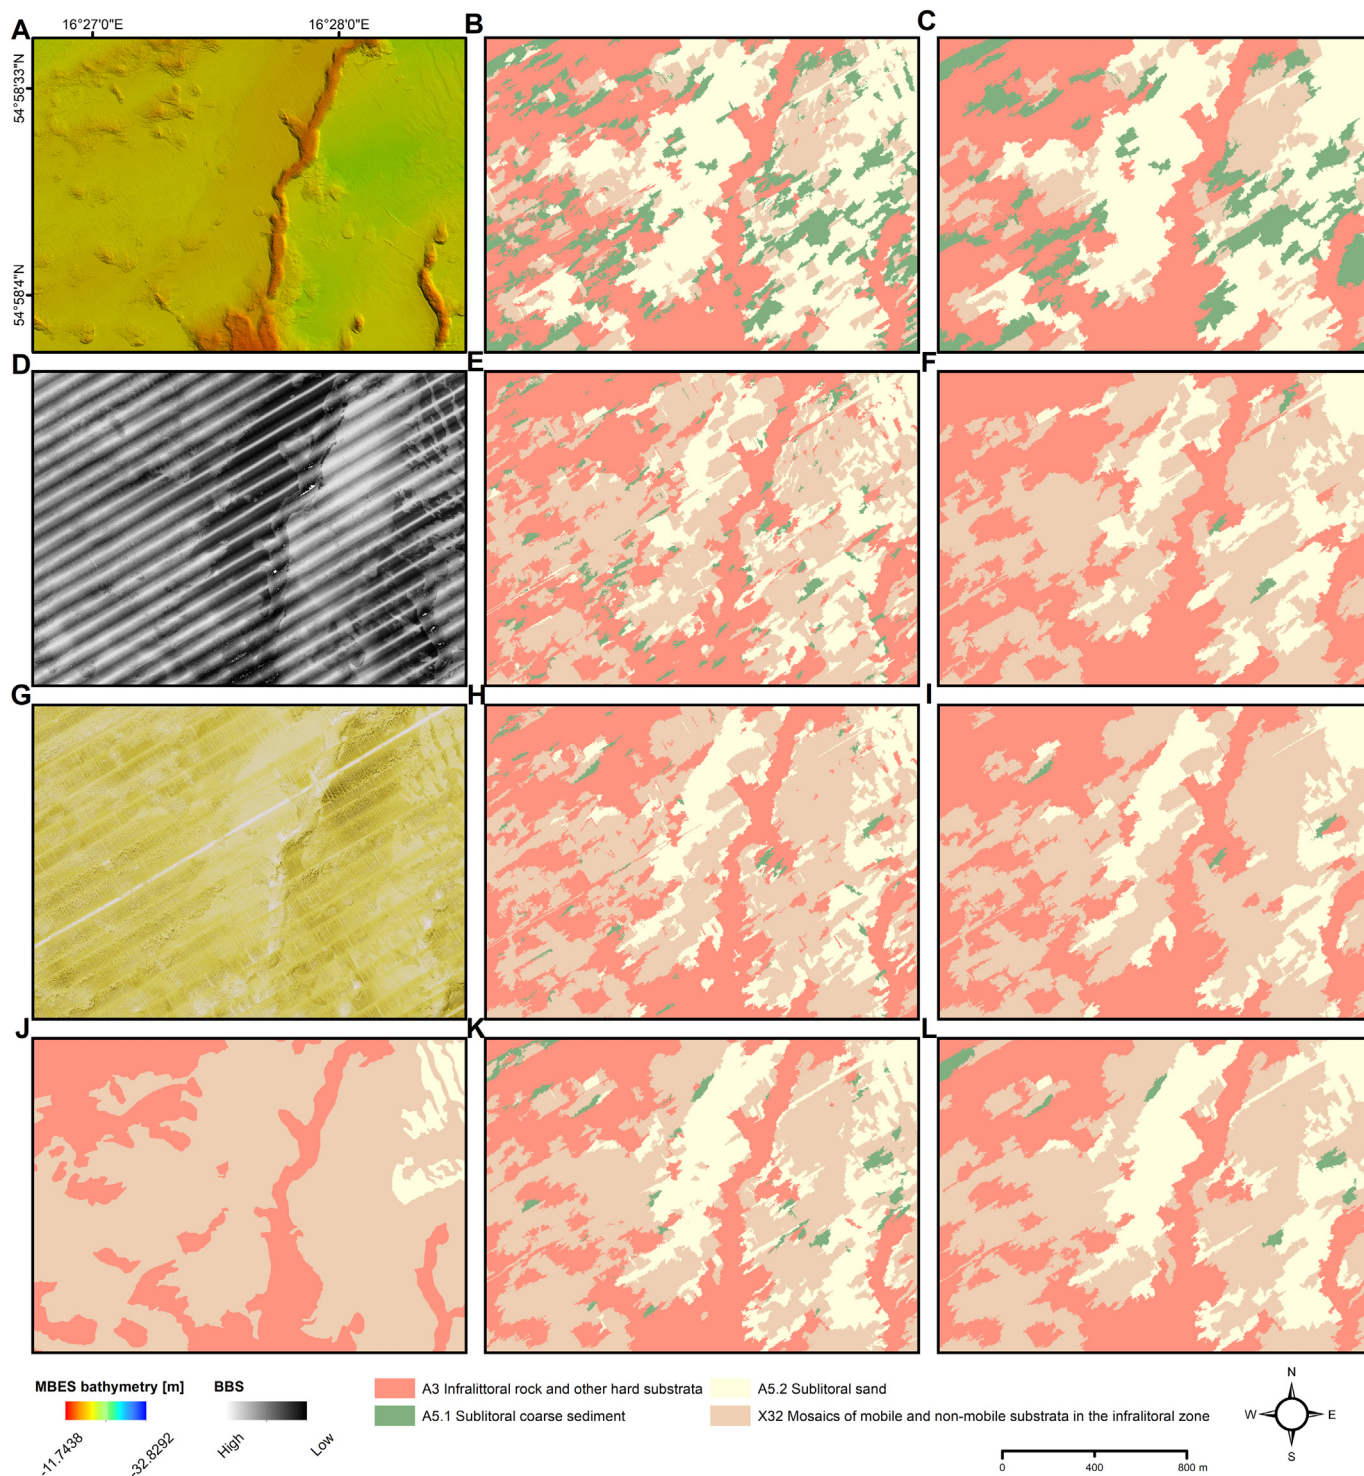 16°27'0"E
16°28'0"E
A
B
C
54°58'33"N
54°58'4"N
D
E
F
G
H
I
J
K
L
MBES bathymetry [m]
-11.7438
-32.8292
BBS
High
Low
A3 Infralittoral rock and other hard substrata
A5.2 Sublitoral sand
A5.1 Sublitoral coarse sediment
X32 Mosaics of mobile and non-mobile substrata in the infralitoral zone
N
W
E
S
0
400
800 m